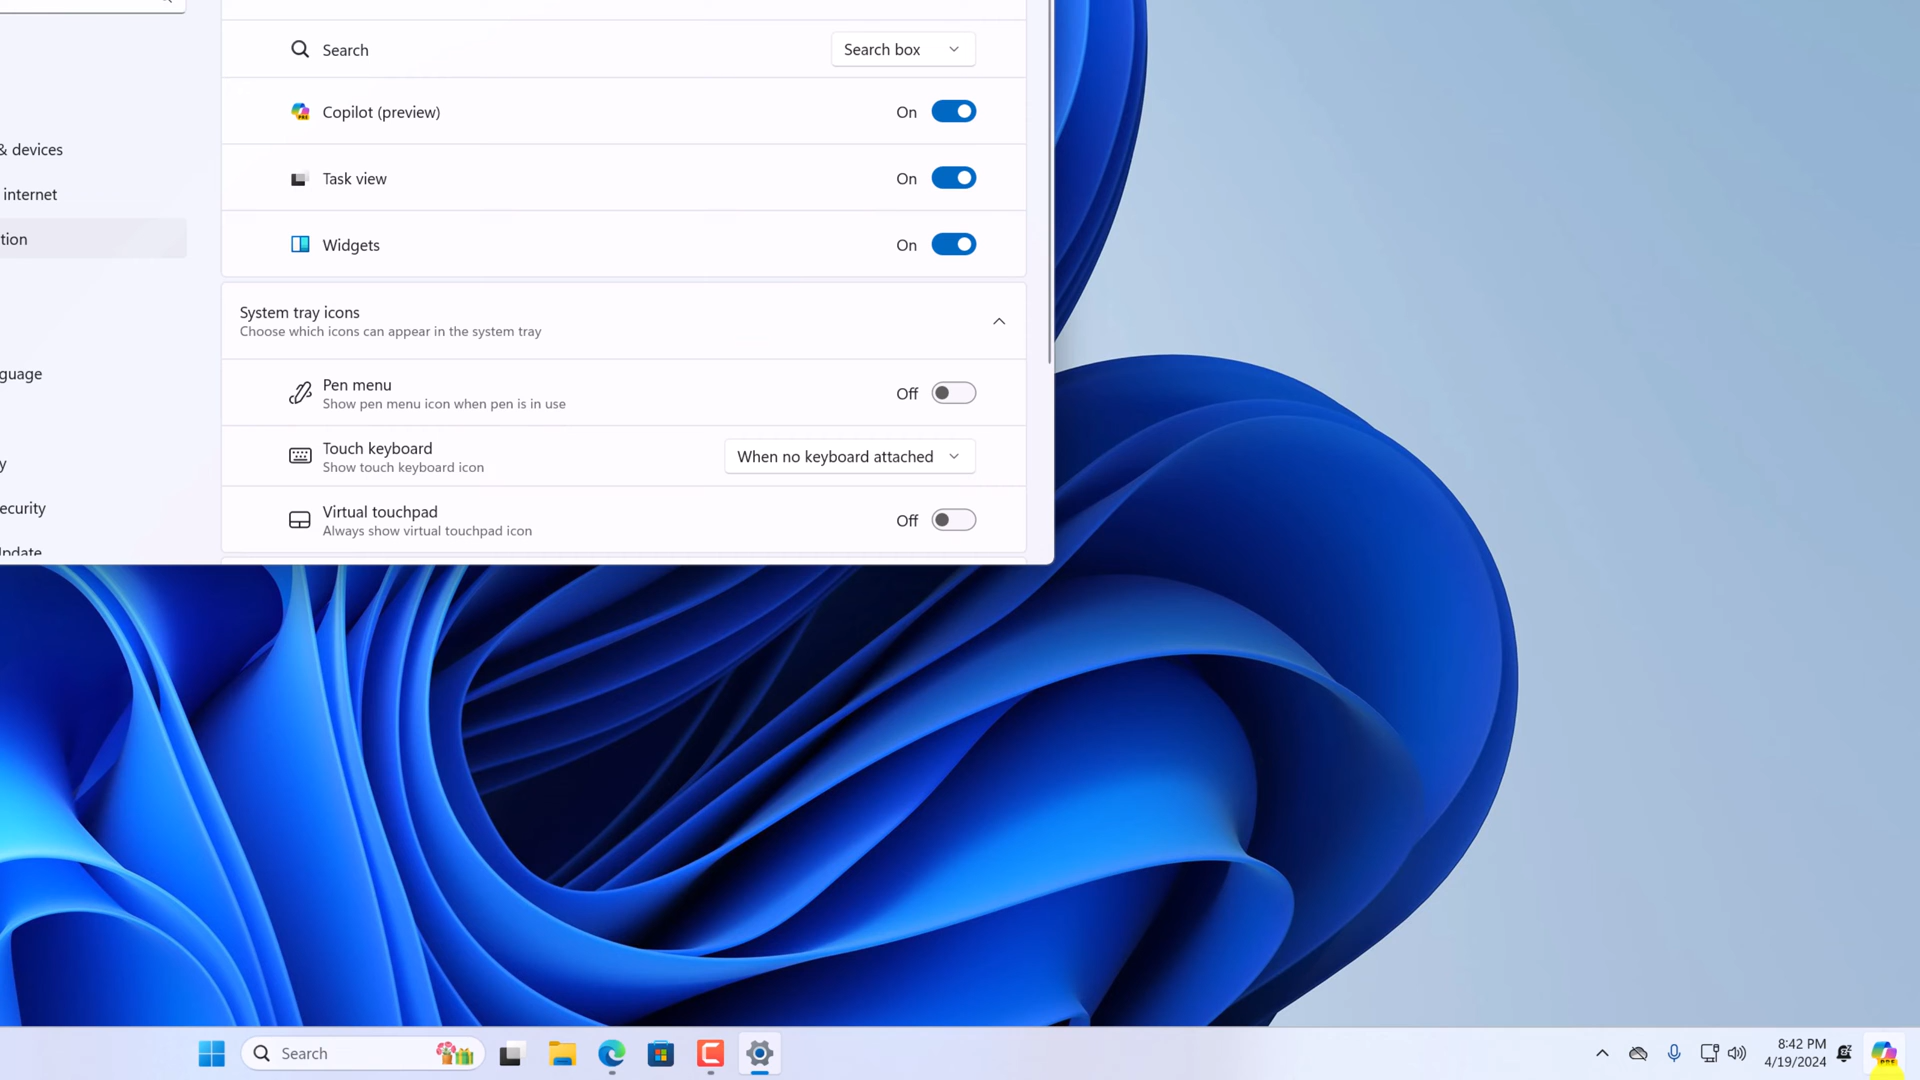 Search
Search box
Copilot (preview)
On
& devices
Task view
On
internet
tion
Widgets
On
System tray icons
Choose which icons can appear in the system tray
guage
Pen menu
Show pen menu icon when pen is in use
Off
Touch keyboard
Show touch keyboard icon
When no keyboard attached
y
ecurity
Virtual touchpad
Always show virtual touchpad icon
Off
Update
Search
8:42 PM
4/19/2024
PRE